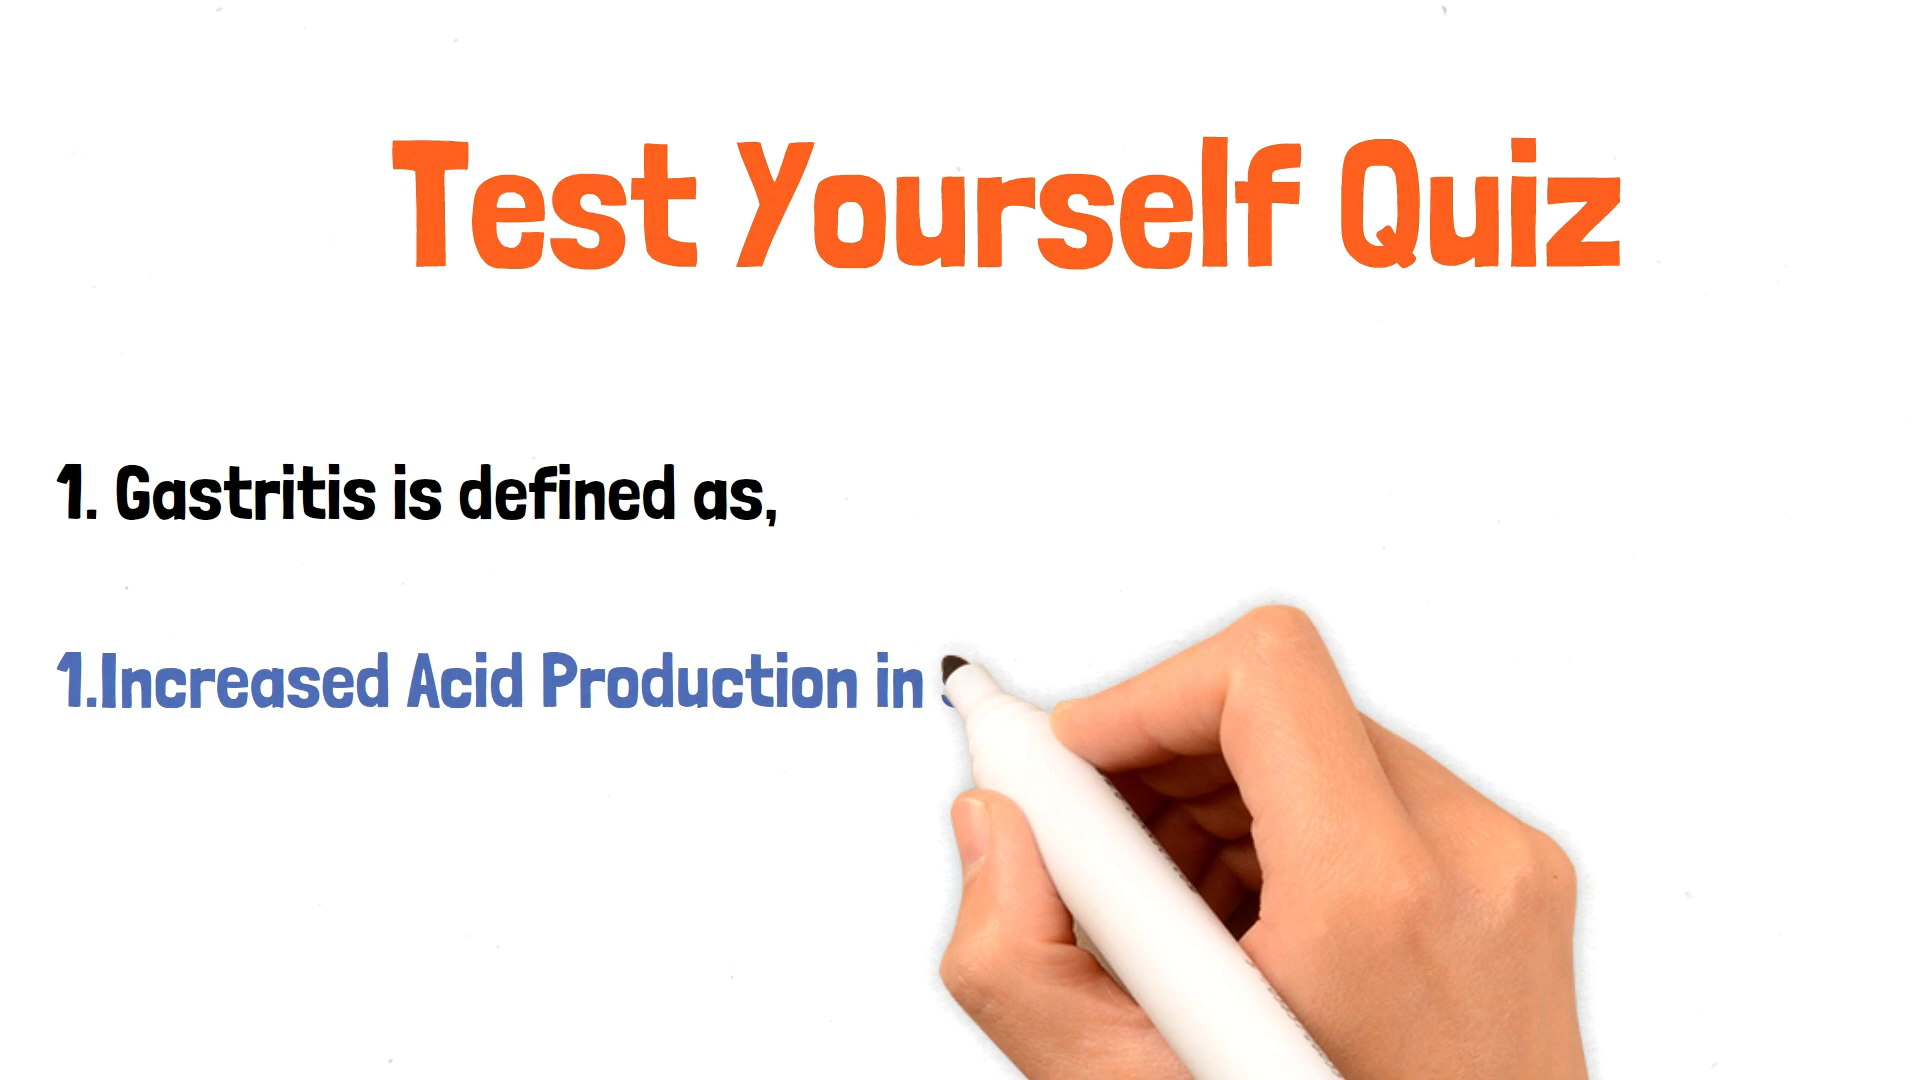 Test Yourself Quiz
1. Gastritis is defined as,
1.Increased Acid Production in